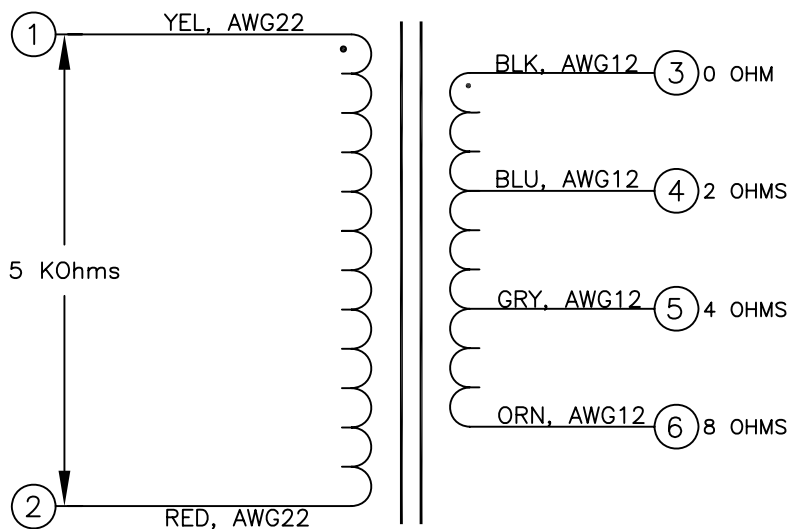 1 YEL, AWG22
BLK, AWG12 3 0 OHM
BLU, AWG12 4 2 OHMS
5 KOhms
GRY, AWG12 5 4 OHMS
ORN, AWG12 6 8 OHMS
2 RED, AWG22